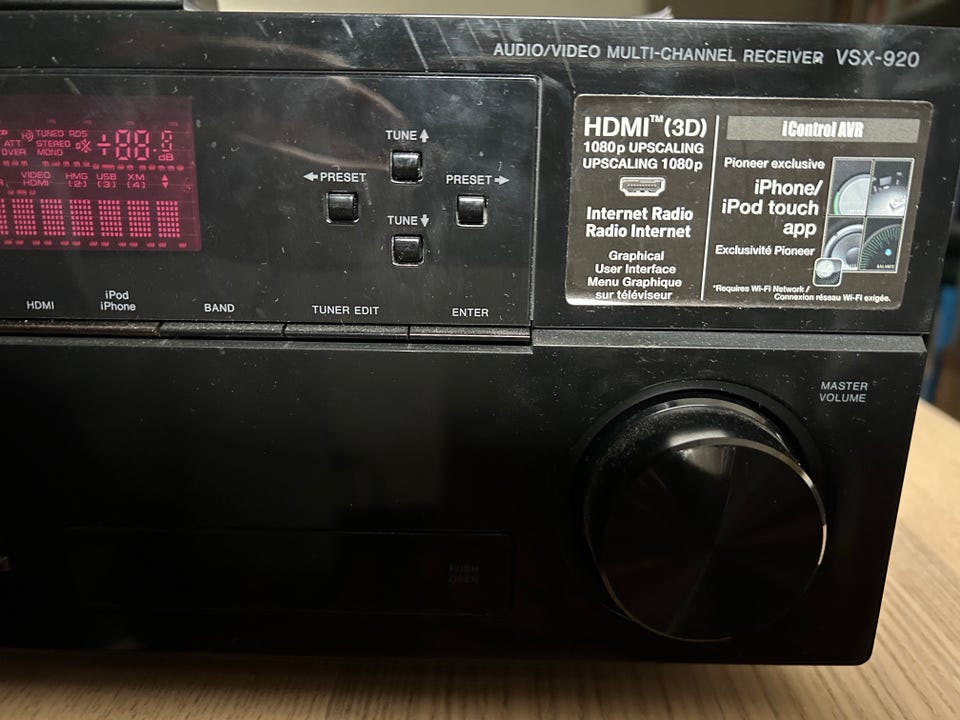 AUDIO/VIDEO MULTI-CHANNEL RECEIVER VSX-920
TUNED RDS
ATT STEREO
OVER MONO
dB
VIDEO HMG USB XM
HDMI [2] [3] [4]
TUNE
PRESET
PRESET
TUNE
HDMI
iPod
iPhone
BAND
TUNER EDIT
ENTER
HDMI™(3D)
1080p UPSCALING
UPSCALING 1080p
Internet Radio
Radio Internet
Graphical
User Interface
Menu Graphique
sur téléviseur
iControl AVR
Pioneer exclusive
iPhone/
iPod touch
app
Exclusivité Pioneer
BALANCE
*Requires Wi-Fi Network /
Connexion réseau Wi-Fi exigée.
MASTER
VOLUME
PUSH
OPEN